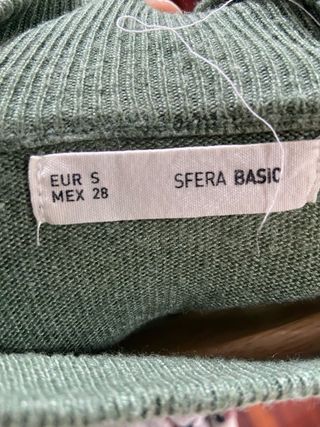 EUR S
MEX 28
SFERA BASIC